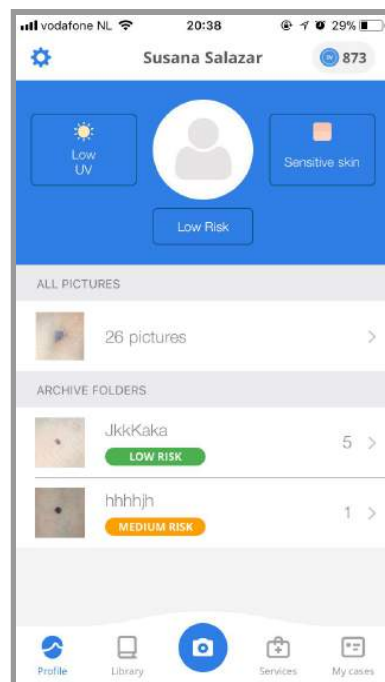 vodafone NL 20:38 29%
Susana Salazar 873
Low
UV
Sensitive skin
Low Risk
ALL PICTURES
26 pictures
ARCHIVE FOLDERS
JkkKaka
LOW RISK
5
hhhhjh
MEDIUM RISK
1
Profile Library Services My cases